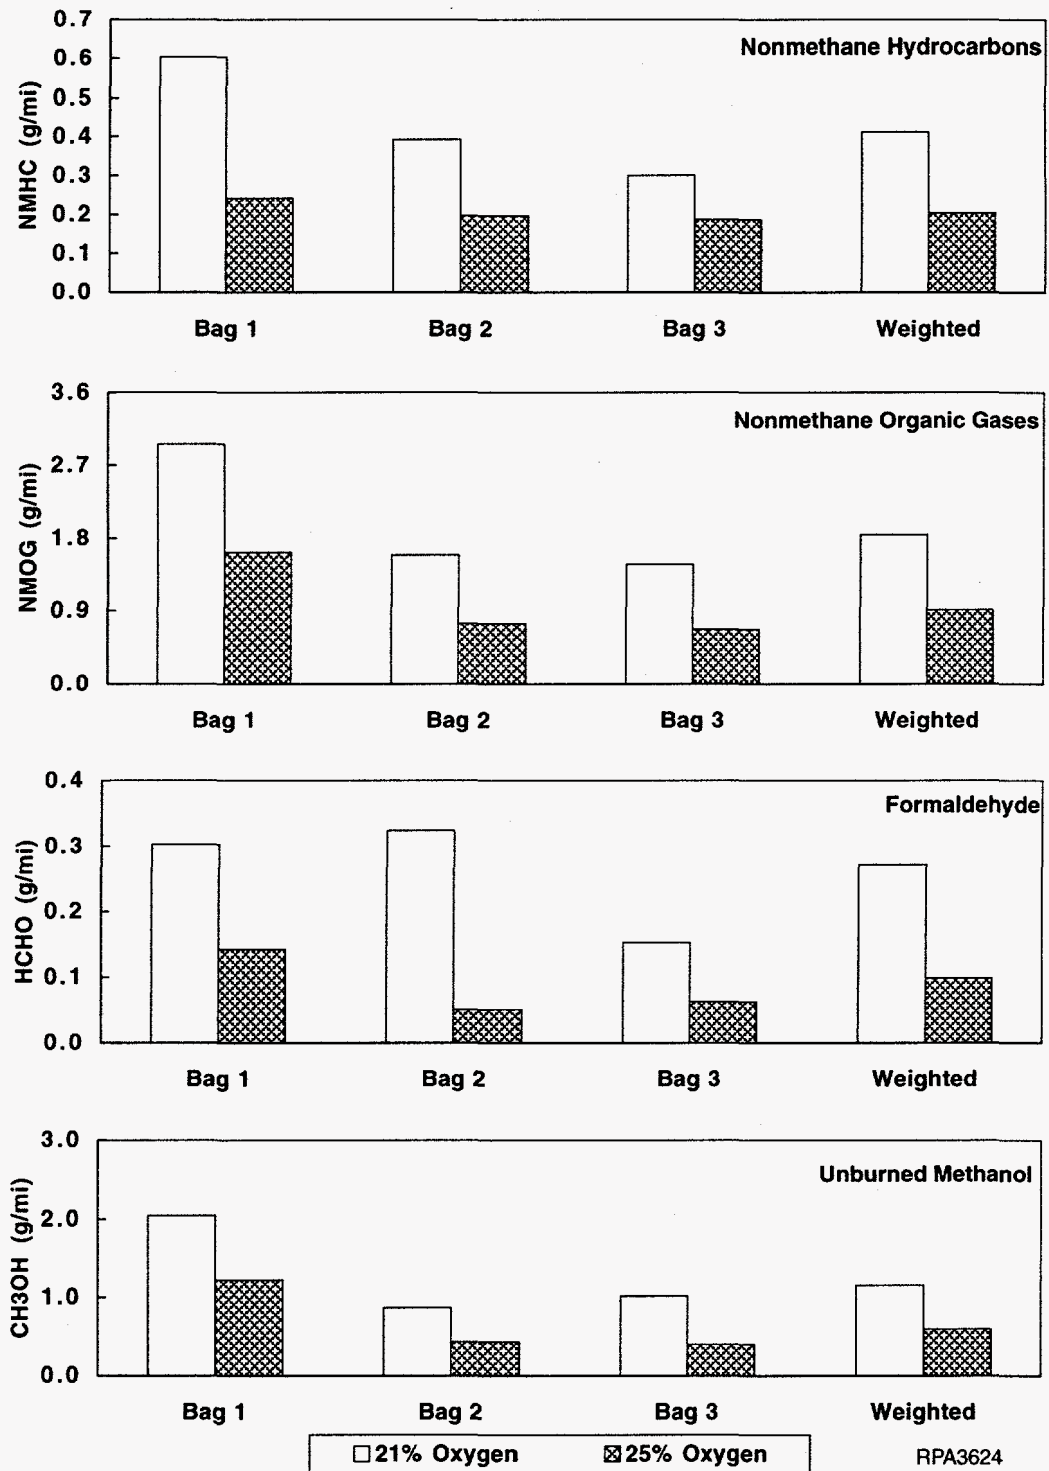 Nonmethane Hydrocarbons
NMHC (g/mi)
0.7
0.6
0.5
0.4
0.3
0.2
0.1
0.0
Bag 1 Bag 2 Bag 3 Weighted
Nonmethane Organic Gases
NMOG (g/mi)
3.6
2.7
1.8
0.9
0.0
Bag 1 Bag 2 Bag 3 Weighted
Formaldehyde
HCHO (g/mi)
0.4
0.3
0.2
0.1
0.0
Bag 1 Bag 2 Bag 3 Weighted
Unburned Methanol
CH3OH (g/mi)
3.0
2.0
1.0
0.0
Bag 1 Bag 2 Bag 3 Weighted
21% Oxygen 25% Oxygen
RPA3624